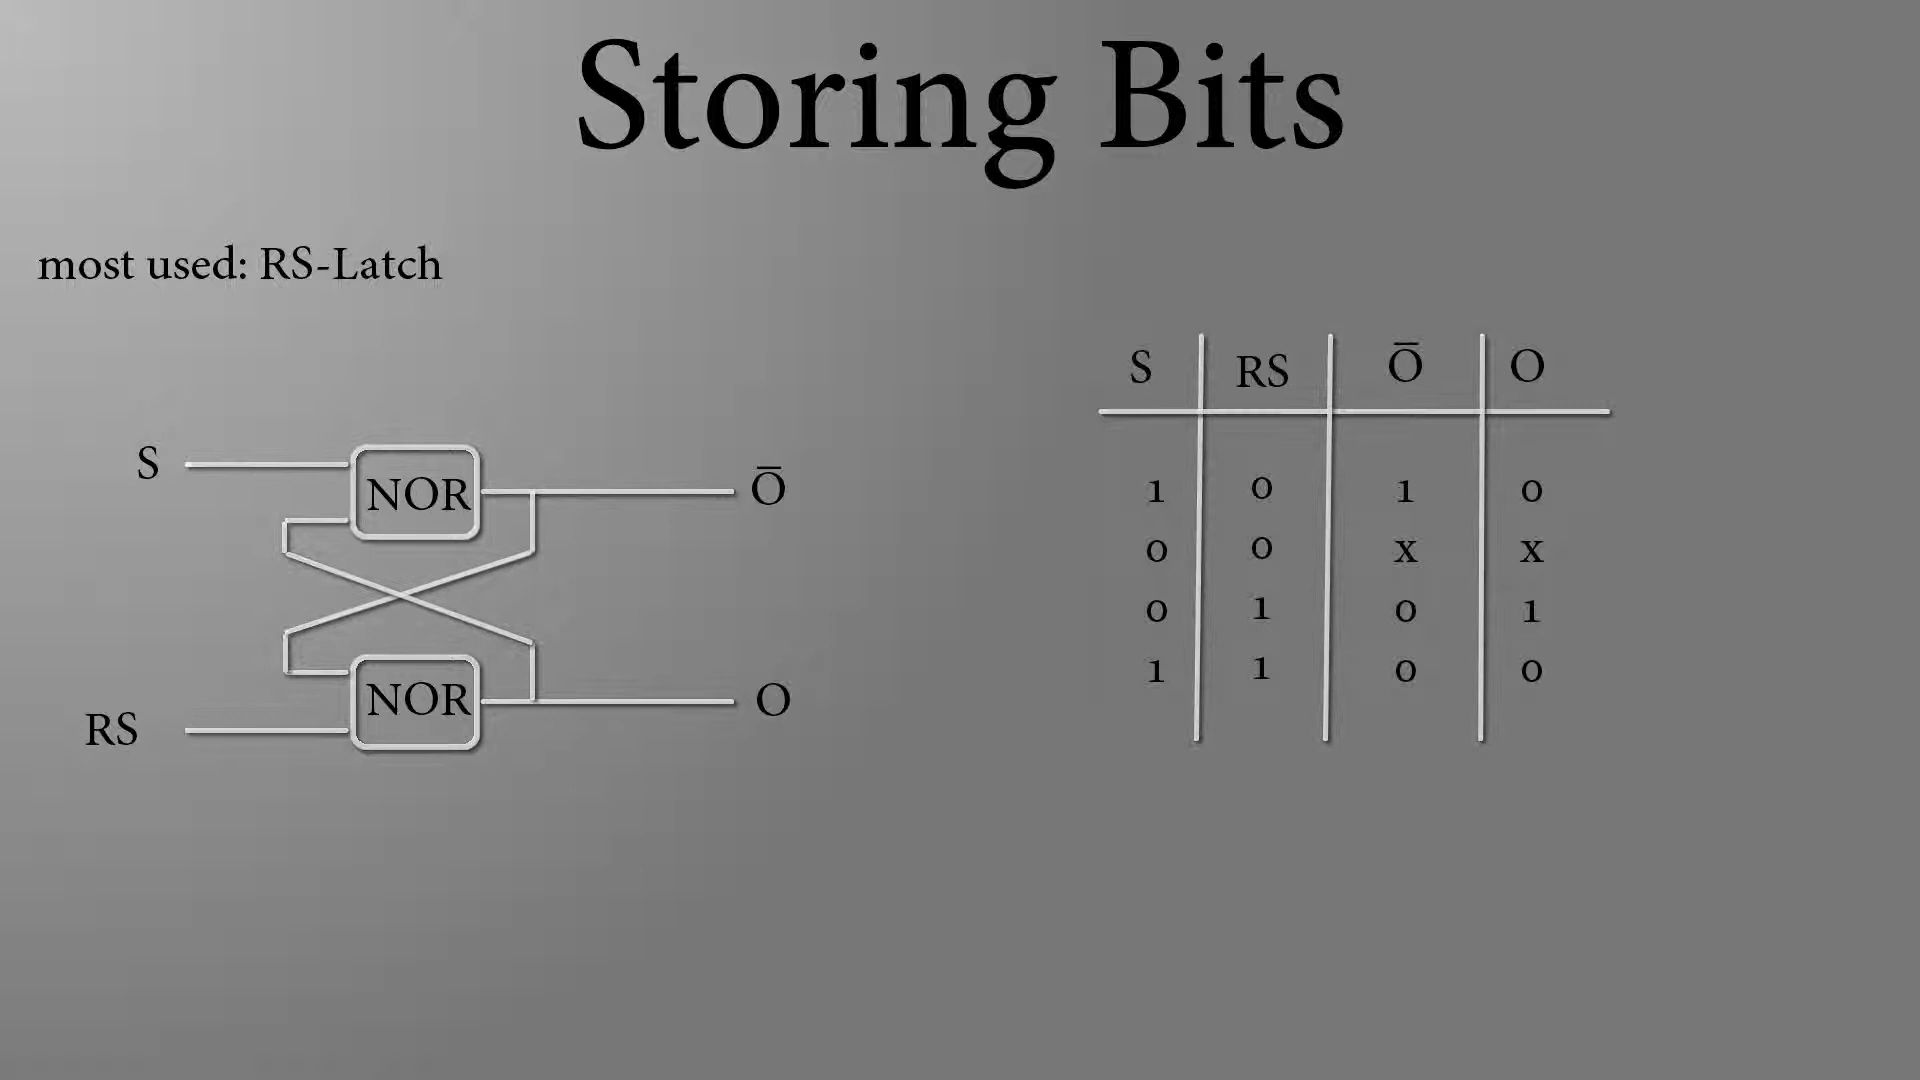 Storing Bits
most used: RS-Latch
S RS Ō O
1 0 1 0
0 0 x x
0 1 0 1
1 1 0 0
S NOR Ō
RS NOR O